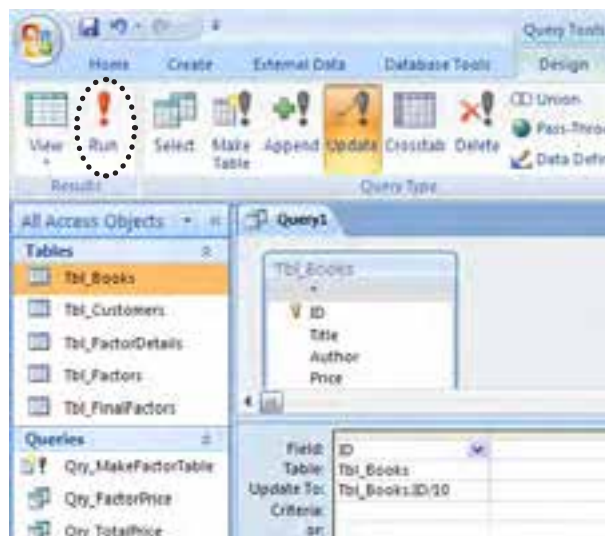 Query Tools
Home Create External Data Database Tools Design
View Run Select Make Table Append Update Crosstab Delete
Union
Pass-Throu
Data Defin
Results Query Type
All Access Objects
Query1
Tables
Tbl_Books
Tbl_Customers
Tbl_FactorDetails
Tbl_Factors
Tbl_FinalFactors
Queries
Qry_MakeFactorTable
Qry_FactorPrice
Qry_TotalPrice
Tbl_Books
*
ID
Title
Author
Price
Field: ID
Table: Tbl_Books
Update To: Tbl_Books.ID/10
Criteria:
or: